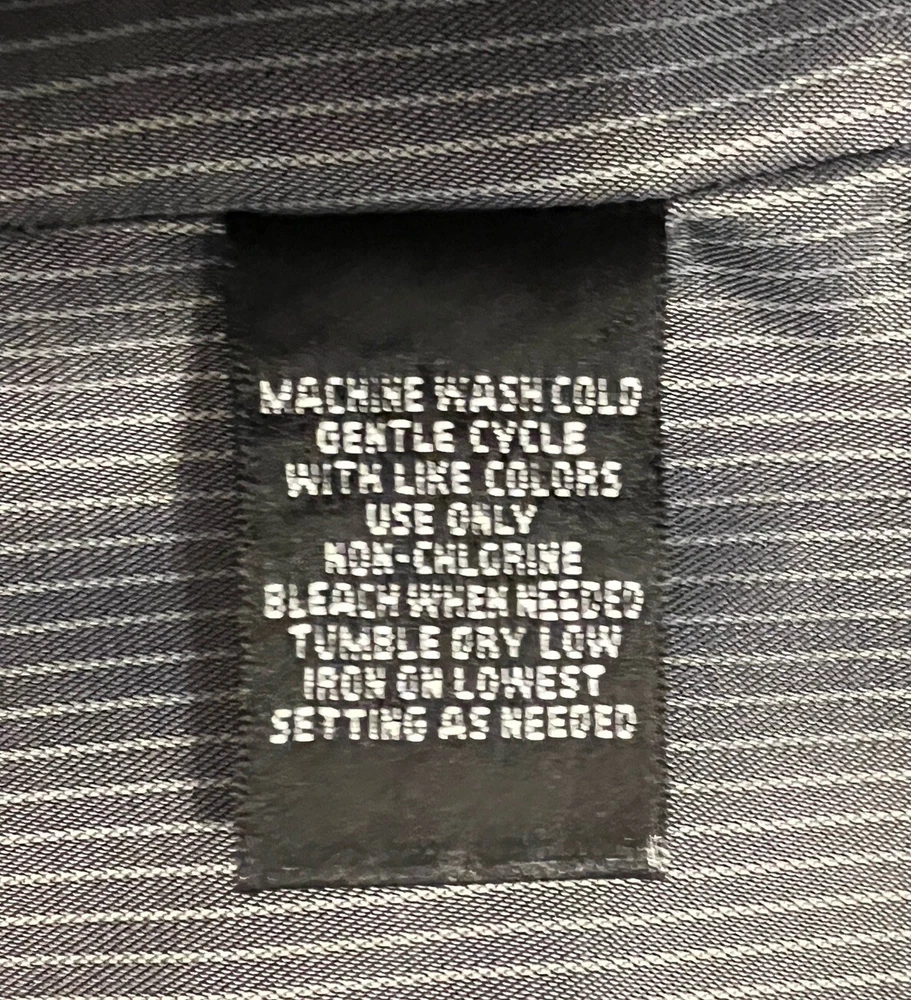 MACHINE WASH COLD
GENTLE CYCLE
WITH LIKE COLORS
USE ONLY
NON-CHLORINE
BLEACH WHEN NEEDED
TUMBLE DRY LOW
IRON ON LOWEST
SETTING AS NEEDED